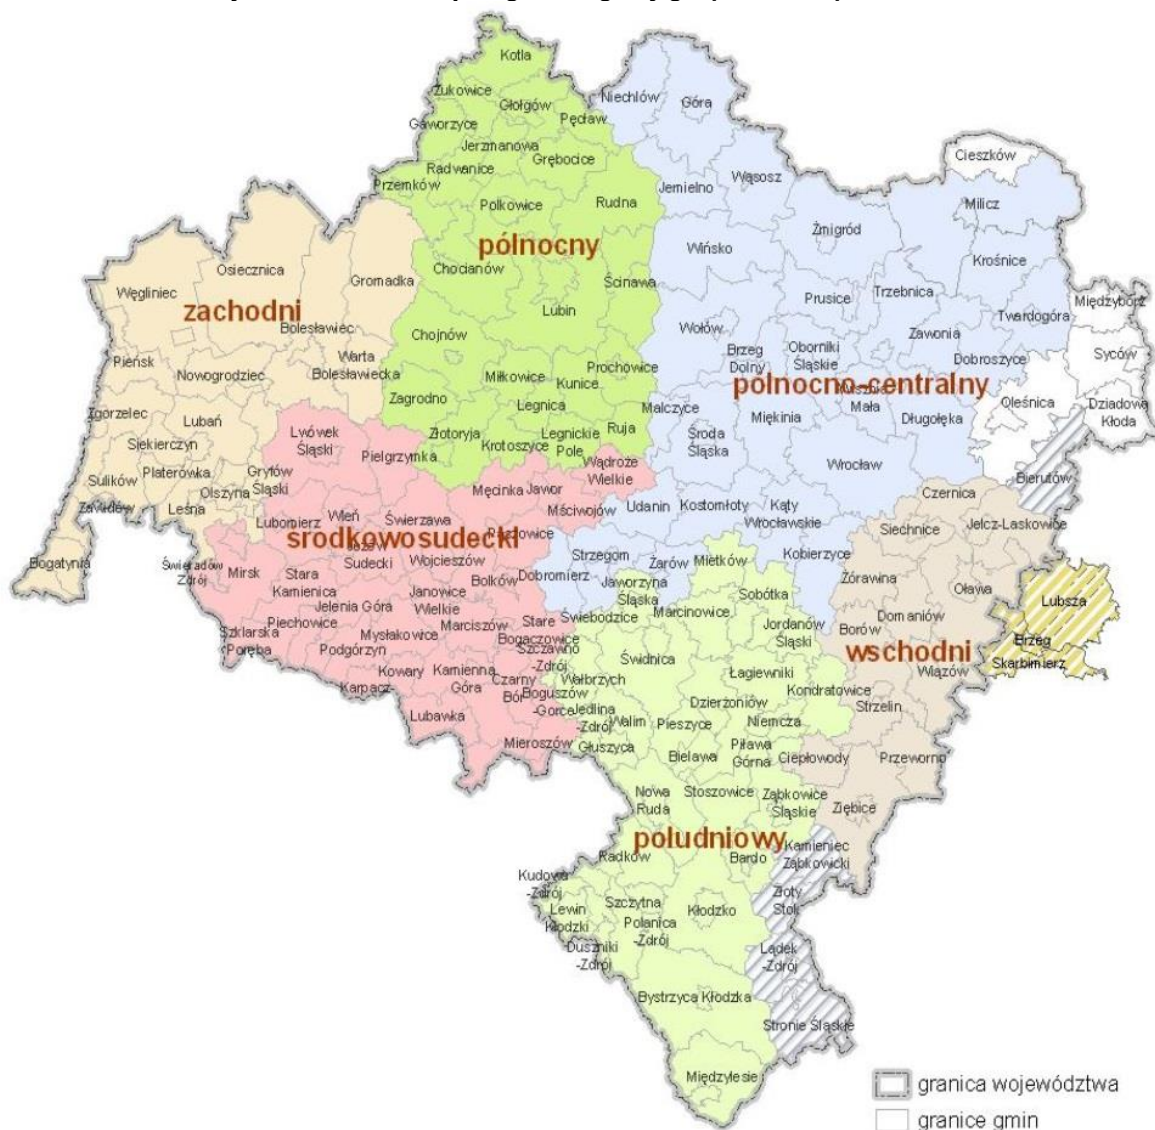 Kotla
Żukowice
Głołgów
Niechlów
Góra
Gaworzyce
Pęcław
Jerzmanowa
Grębocice
Cieszków
Radwanice
Przemków
Jemielno
Wąsosz
Polkowice
Rudna
Milicz
Żmigród
północny
Wińsko
Krośnice
Osiecznica
Chocianów
Gromadka
Ścinawa
Węgliniec
Prusice
Trzebnica
Międzybórz
zachodni
Lubin
Twardogóra
Bolesławiec
Chojnów
Wołów
Zawonia
Pieńsk
Warta
Bolesławiecka
Brzeg
Dolny
Oborniki
Śląskie
Dobroszyce
Syców
Nowogrodziec
Miłkowice
Kunice
Prochowice
północno-centralny
Mała
Zagrodno
Legnica
Malczyce
Miękinia
Długołęka
Oleśnica
Dziadowa
Kłoda
Zgorzelec
Lubań
Lwówek
Śląski
Złotoryja
Krotoszyce
Legnickie
Pole
Ruja
Środa
Śląska
Siekierczyn
Pielgrzymka
Wądroże
Wielkie
Wrocław
Sulików
Platerówka
Gryfów
Śląski
Męcinka
Jawor
Bierutów
Olszyna
Czernica
Zawidów
Leśna
Lubomierz
Wleń
Świerzawa
Mściwojów
Udanin
Kostomłoty
Kąty
Wrocławskie
Siechnice
Jelcz-Laskowice
środkowosudecki
Sudecki
Wojcieszów
Strzegom
Żarów
Mietków
Kobierzyce
Bogatynia
Świeradów
Zdrój
Mirsk
Stara
Kamienica
Bolków
Dobromierz
Jaworzyna
Śląska
Sobótka
Żórawina
Oława
Jelenia Góra
Janowice
Wielkie
Świebodzice
Marcinowice
Lubsza
Piechowice
Marciszów
Stare
Bogaczowice
Jordanów
Śląski
Domaniów
Szklarska
Poręba
Mysłakowice
Borów
Brzeg
Podgórzyn
Szczawno
-Zdrój
Świdnica
wschodni
Skarbimierz
Kowary
Kamienna
Góra
Czarny
Bór
Wałbrzych
Łagiewniki
Wiązów
Karpacz
Boguszów
-Gorce
Jedlina
-Zdrój
Dzierżoniów
Kondratowice
Strzelin
Lubawka
Walim
Pieszyce
Niemcza
Mieroszów
Głuszyca
Bielawa
Piława
Górna
Ciepłowody
Przeworno
Nowa
Ruda
Stoszowice
Ząbkowice
Śląskie
Ziębice
południowy
Radków
Bardo
Kamieniec
Ząbkowicki
Kudowa
-Zdrój
Złoty
Stok
Lewin
Kłodzki
Szczytna
Polanica
-Zdrój
Kłodzko
Duszniki
-Zdrój
Lądek
-Zdrój
Bystrzyca Kłodzka
Stronie Śląskie
Międzylesie
granica województwa
granice gmin